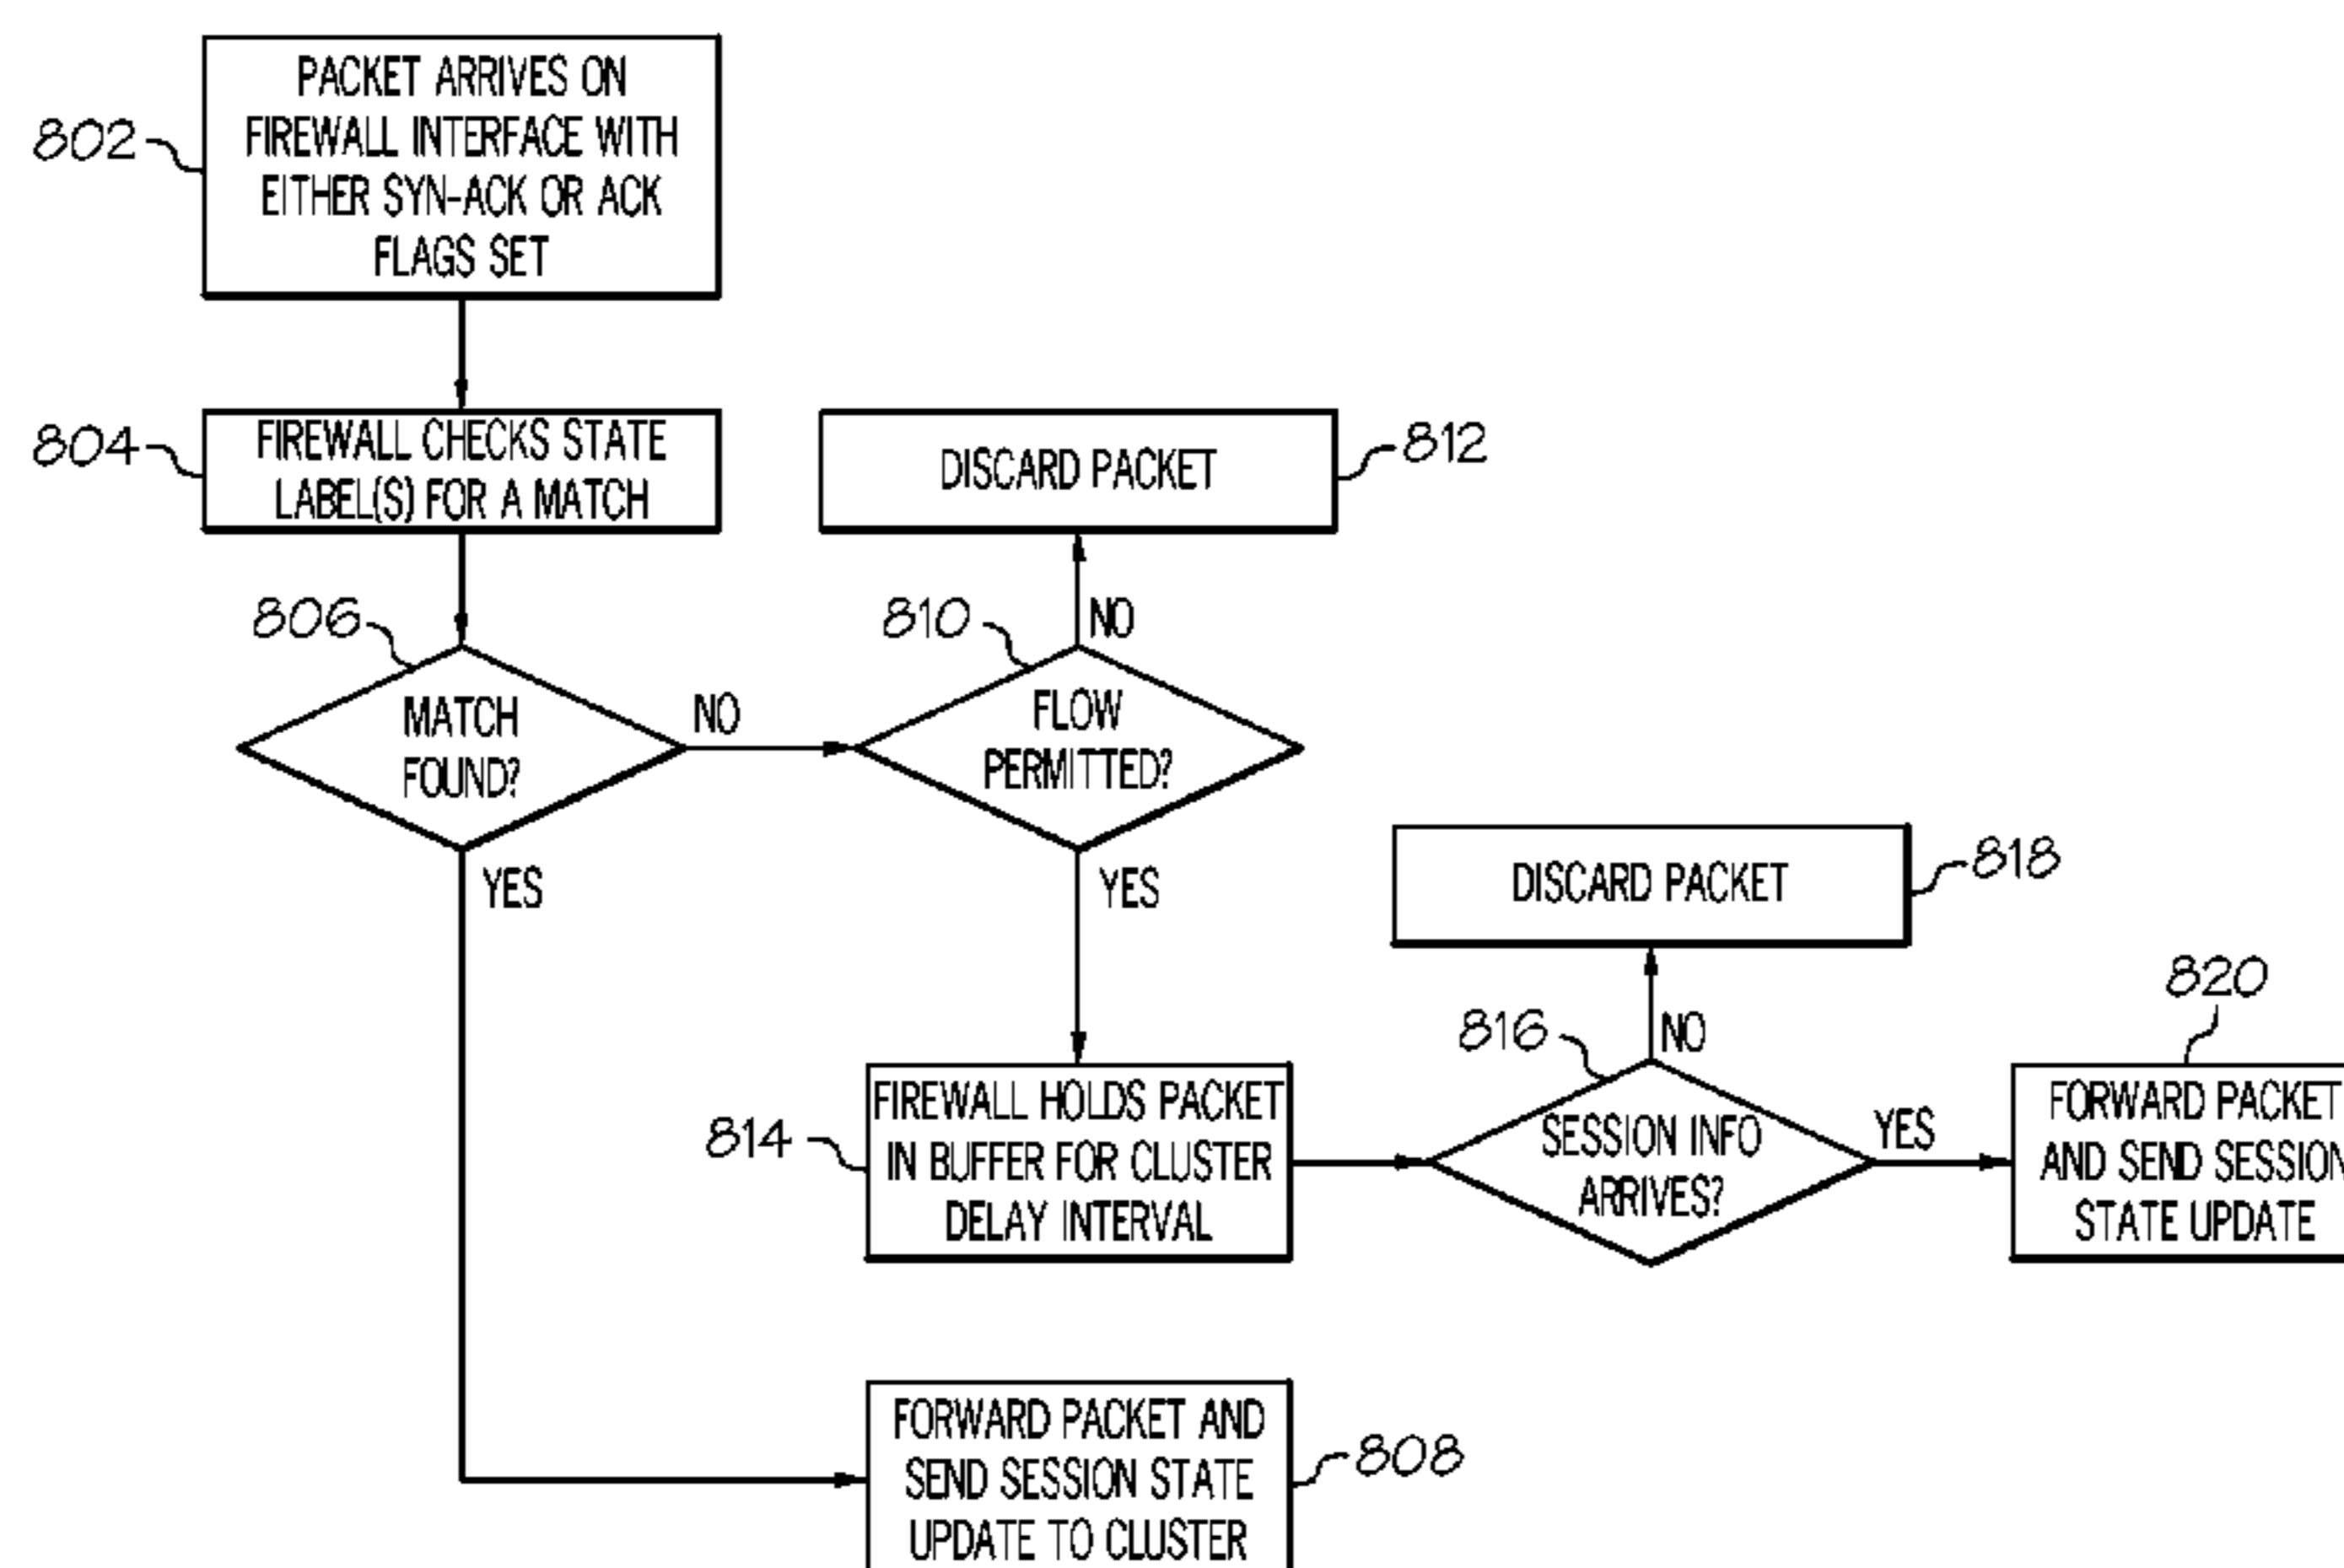 802
PACKET ARRIVES ON
FIREWALL INTERFACE WITH
EITHER SYN-ACK OR ACK
FLAGS SET
804
FIREWALL CHECKS STATE
LABEL(S) FOR A MATCH
806
MATCH
FOUND?
NO
YES
810
FLOW
PERMITTED?
NO
YES
DISCARD PACKET
812
814
FIREWALL HOLDS PACKET
IN BUFFER FOR CLUSTER
DELAY INTERVAL
816
SESSION INFO
ARRIVES?
NO
YES
DISCARD PACKET
818
820
FORWARD PACKET
AND SEND SESSION
STATE UPDATE
FORWARD PACKET AND
SEND SESSION STATE
UPDATE TO CLUSTER
808